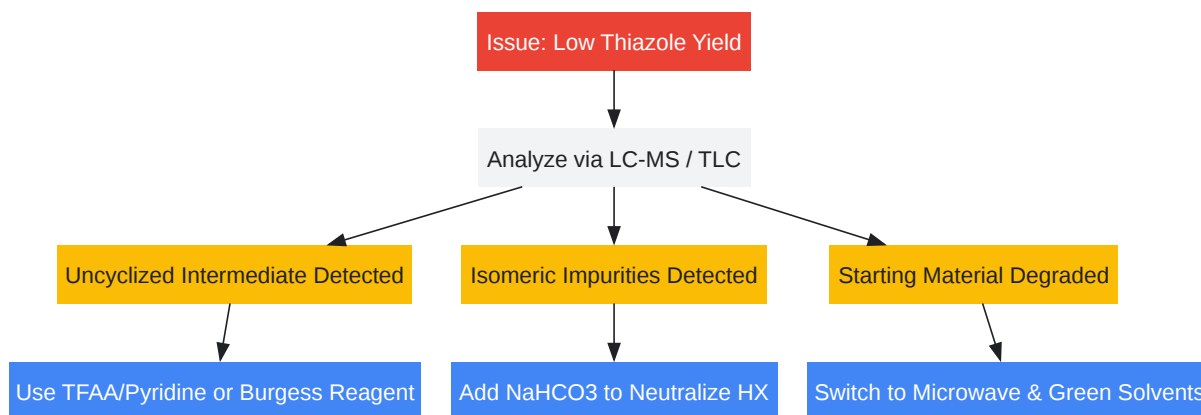 Issue: Low Thiazole Yield
Analyze via LC-MS / TLC
Uncyclized Intermediate Detected
Isomeric Impurities Detected
Starting Material Degraded
Use TFAA/Pyridine or Burgess Reagent
Add NaHCO3 to Neutralize HX
Switch to Microwave & Green Solvents